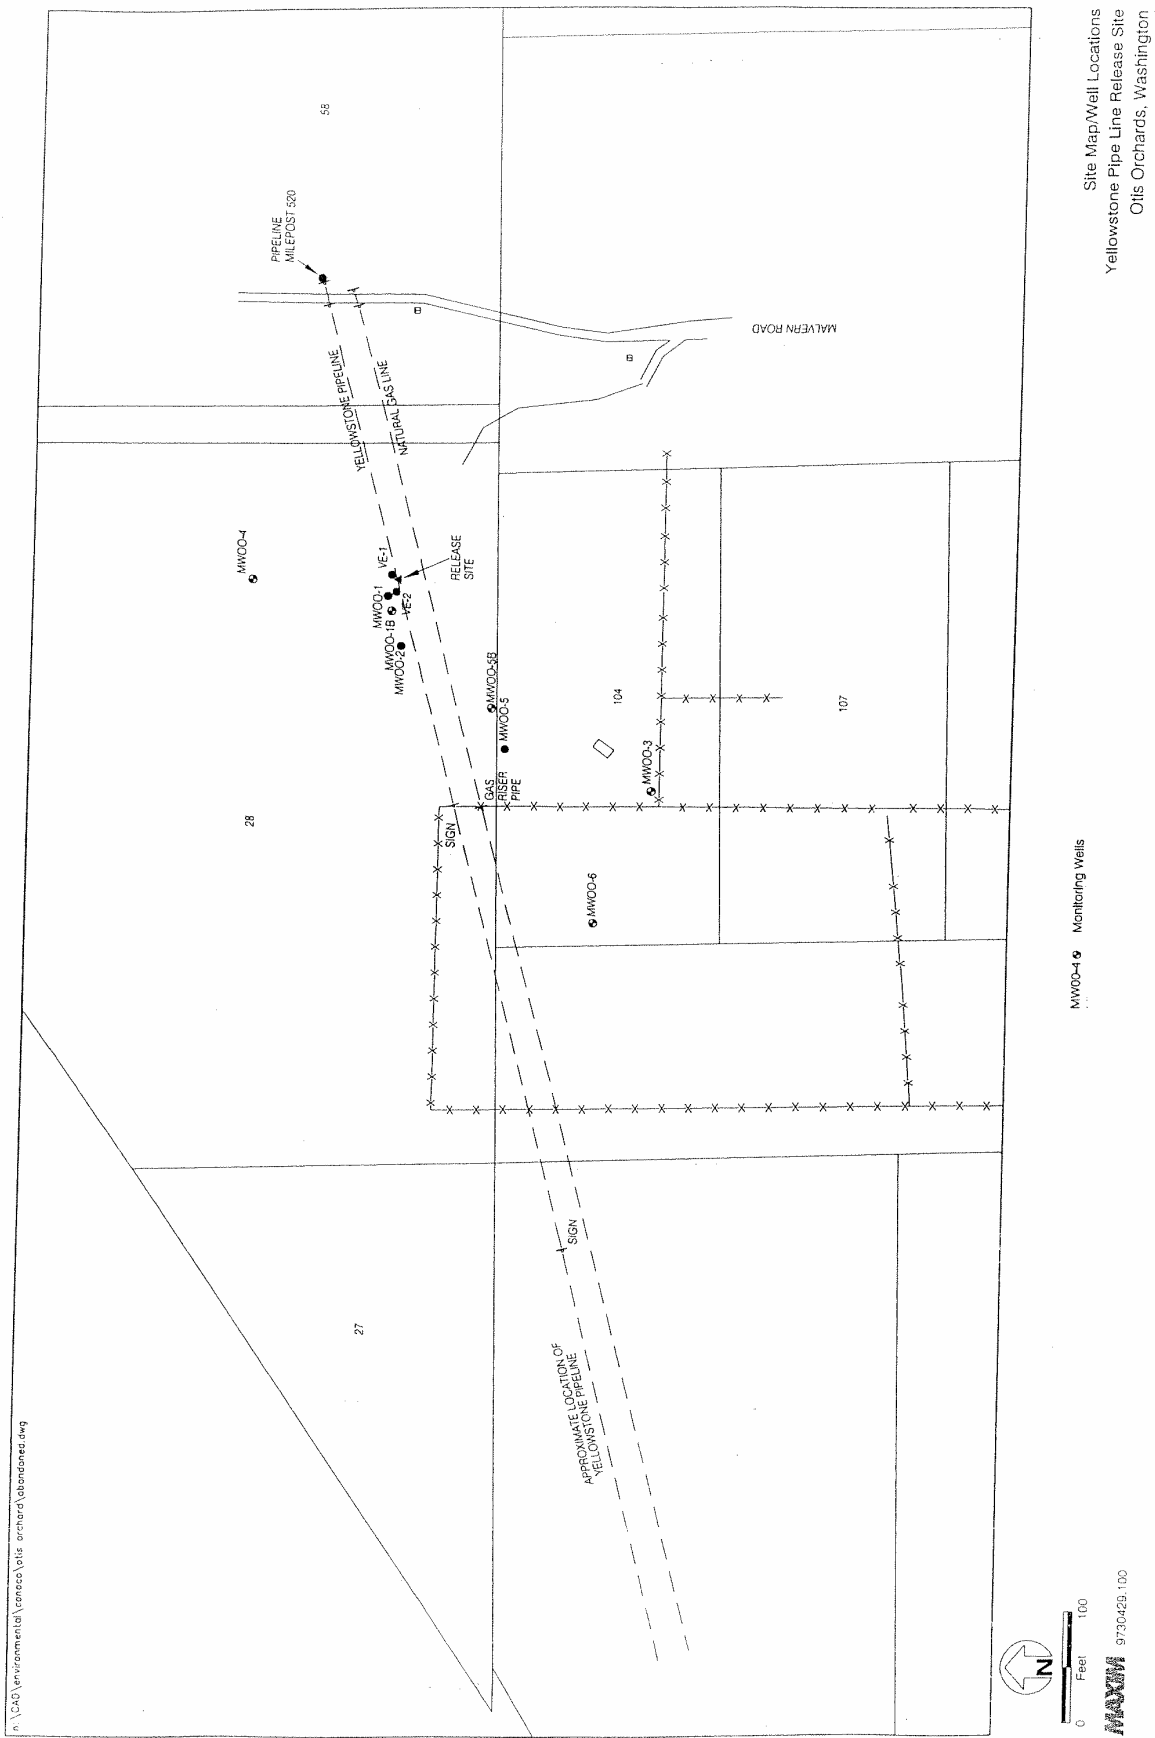 n:\CAD\environmental\conoco\otis orchard\abandoned.dwg
58
PIPELINE
MILEPOST 520
YELLOWSTONE PIPELINE
NATURAL GAS LINE
MALVERN ROAD
MWOO-4
VE-1
MWOO-1
MWOO-1B
VE-2
MWOO-2
RELEASE
SITE
MWOO-5B
MWOO-5
104
107
GAS
RISER
PIPE
MWOO-3
28
SIGN
MWOO-6
27
SIGN
APPROXIMATE LOCATION OF
YELLOWSTONE PIPELINE
MWOO-4 Monitoring Wells
N
0 Feet 100
MAXIM 9730429.100
Site Map/Well Locations
Yellowstone Pipe Line Release Site
Otis Orchards, Washington